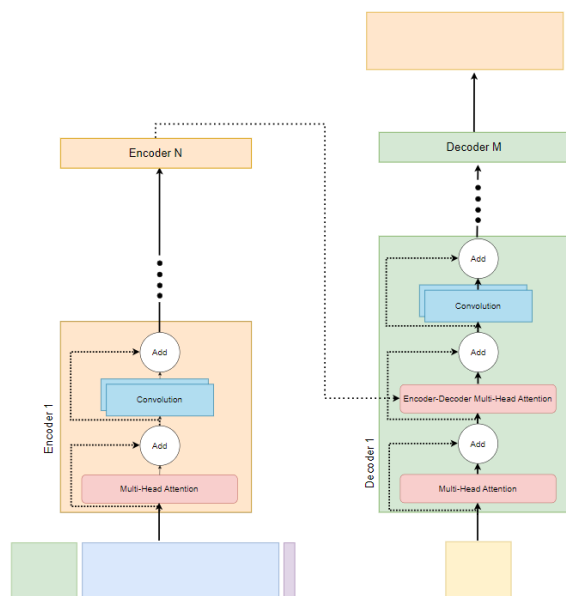 Encoder N
Decoder M
Add
Convolution
Add
Encoder-Decoder Multi-Head Attention
Add
Multi-Head Attention
Decoder 1
Add
Convolution
Add
Multi-Head Attention
Encoder 1